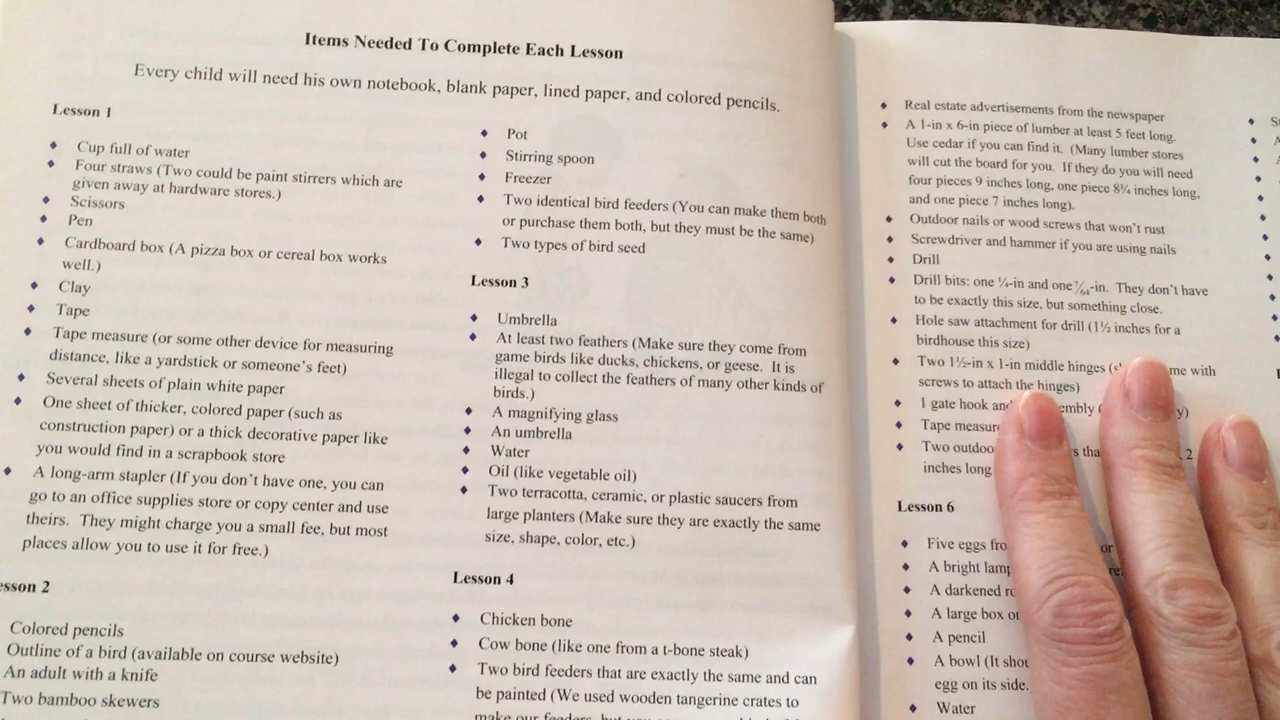 Items Needed To Complete Each Lesson
Every child will need his own notebook, blank paper, lined paper, and colored pencils.
Lesson 1
Cup full of water
Four straws (Two could be paint stirrers which are
given away at hardware stores.)
Scissors
Pen
Cardboard box (A pizza box or cereal box works
well.)
Clay
Tape
Tape measure (or some other device for measuring
distance, like a yardstick or someone's feet)
Several sheets of plain white paper
One sheet of thicker, colored paper (such as
construction paper) or a thick decorative paper like
you would find in a scrapbook store
A long-arm stapler (If you don't have one, you can
go to an office supplies store or copy center and use
theirs. They might charge you a small fee, but most
places allow you to use it for free.)
esson 2
Colored pencils
Outline of a bird (available on course website)
An adult with a knife
Two bamboo skewers
Pot
Stirring spoon
Freezer
Two identical bird feeders (You can make them both
or purchase them both, but they must be the same)
Two types of bird seed
Lesson 3
Umbrella
At least two feathers (Make sure they come from
game birds like ducks, chickens, or geese. It is
illegal to collect the feathers of many other kinds of
birds.)
A magnifying glass
An umbrella
Water
Oil (like vegetable oil)
Two terracotta, ceramic, or plastic saucers from
large planters (Make sure they are exactly the same
size, shape, color, etc.)
Lesson 4
Chicken bone
Cow bone (like one from a t-bone steak)
Two bird feeders that are exactly the same and can
be painted (We used wooden tangerine crates to
make our feeders, but you
Real estate advertisements from the newspaper
A 1-in x 6-in piece of lumber at least 5 feet long.
Use cedar if you can find it. (Many lumber stores
will cut the board for you. If they do you will need
four pieces 9 inches long, one piece 8¾ inches long,
and one piece 7 inches long).
Outdoor nails or wood screws that won't rust
Screwdriver and hammer if you are using nails
Drill
Drill bits: one ¼-in and one 7/64-in. They don't have
to be exactly this size, but something close.
Hole saw attachment for drill (1½ inches for a
birdhouse this size)
Two 1½-in x 1-in middle hinges me with
screws to attach the hinges)
1 gate hook and embly y)
Tape measur
Two outdoo s tha 2
inches long
Lesson 6
Five eggs fro or
A bright lamp re
A darkened ro
A large box or
A pencil
A bowl (It shou
egg on its side.
Water